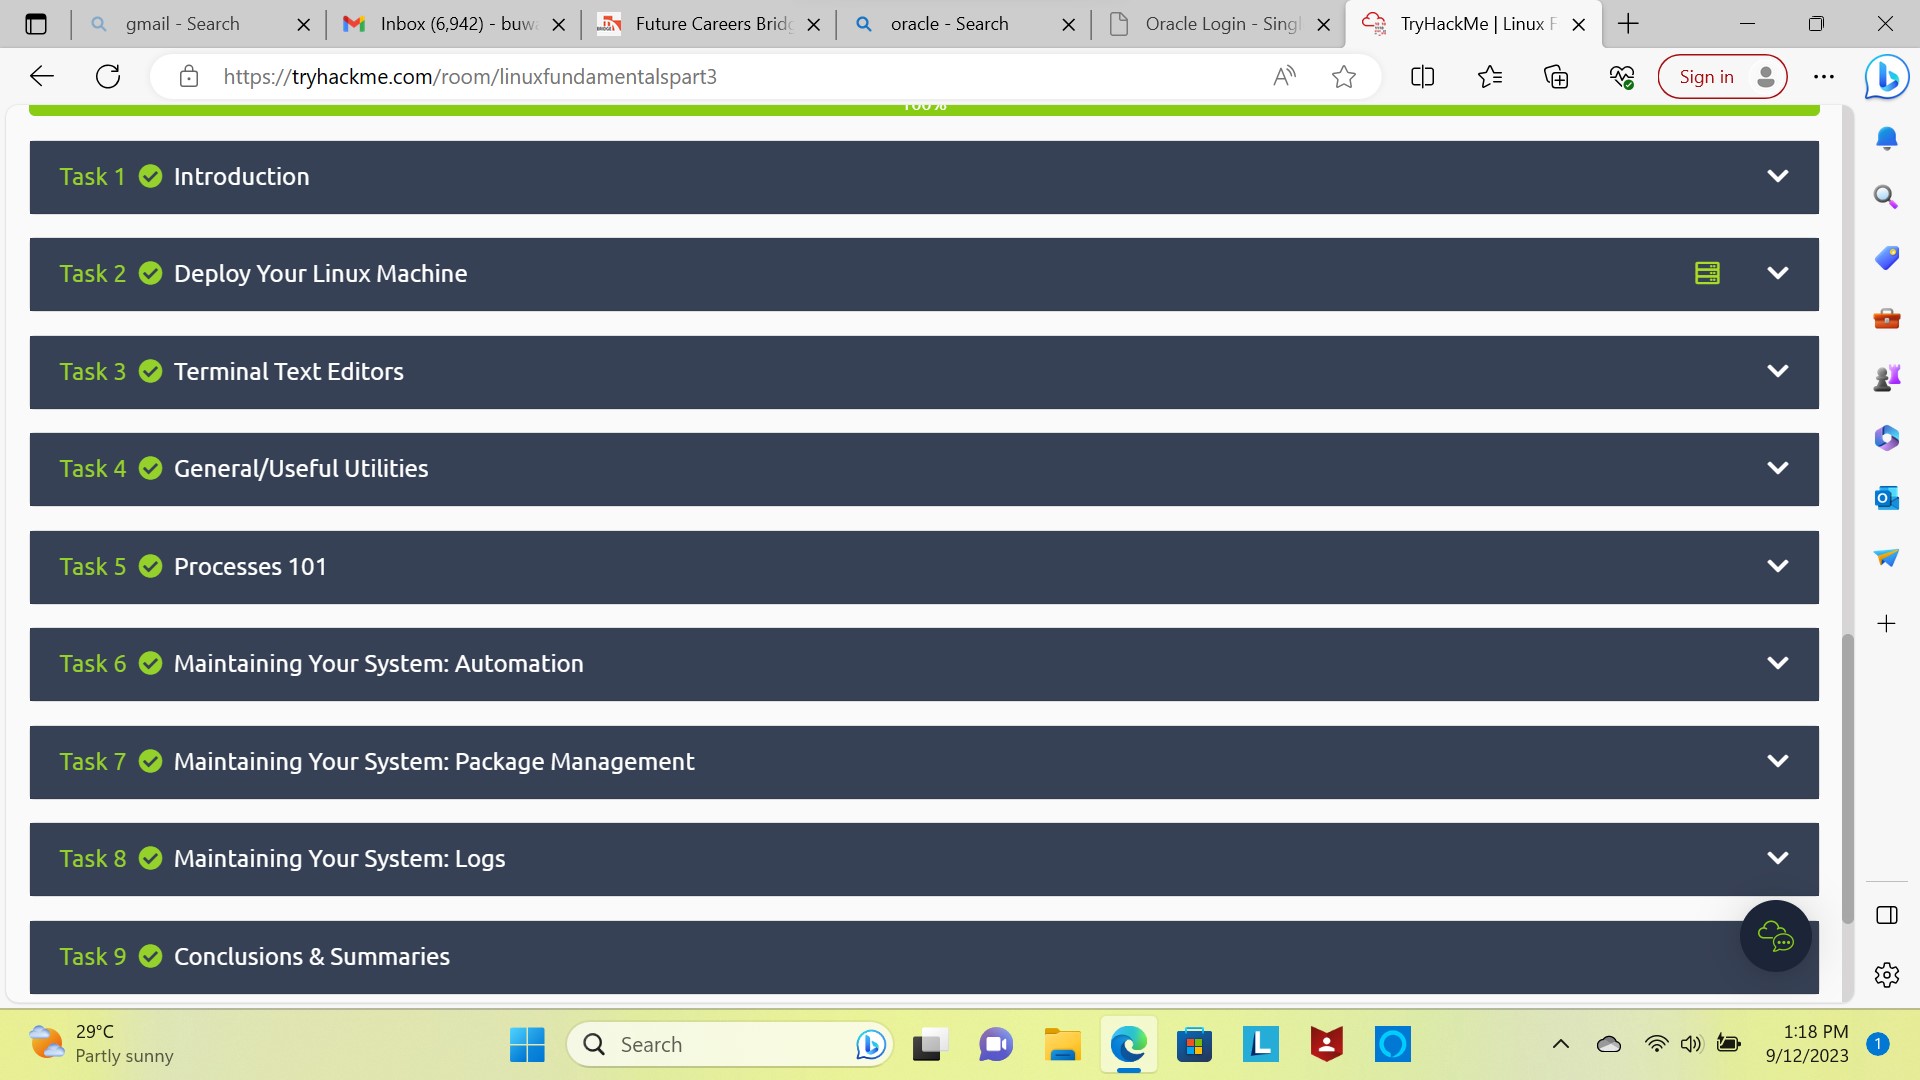 gmail - Search
Inbox (6,942) - buwa
Future Careers Bridg
oracle - Search
Oracle Login - Singl
TryHackMe | Linux F
https://tryhackme.com/room/linuxfundamentalspart3
Sign in
100%
Task 1 Introduction
Task 2 Deploy Your Linux Machine
Task 3 Terminal Text Editors
Task 4 General/Useful Utilities
Task 5 Processes 101
Task 6 Maintaining Your System: Automation
Task 7 Maintaining Your System: Package Management
Task 8 Maintaining Your System: Logs
Task 9 Conclusions & Summaries
29°C
Partly sunny
Search
1:18 PM
9/12/2023
1